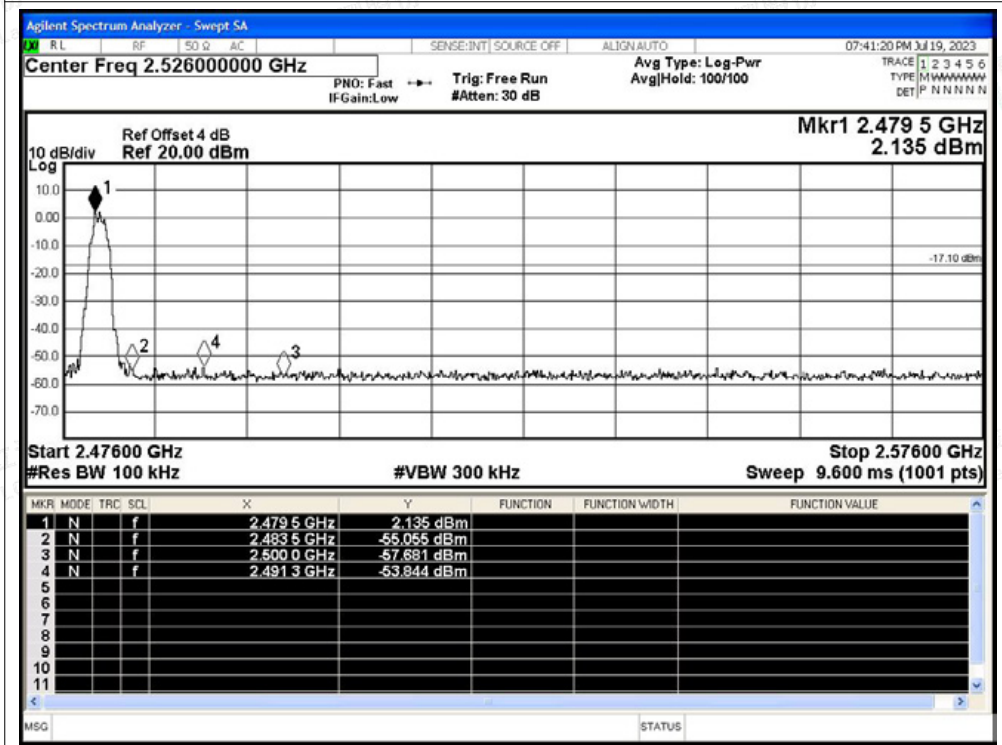 Agilent Spectrum Analyzer - Swept SA
RL RF 50 Ω AC SENSE:INT SOURCE OFF ALIGN AUTO 07:41:20 PM Jul 19, 2023
Center Freq 2.526000000 GHz
PNO: Fast
IFGain:Low
Trig: Free Run
#Atten: 30 dB
Avg Type: Log-Pwr
Avg|Hold: 100/100
TRACE 1 2 3 4 5 6
TYPE M WWWWW
DET P N N N N N
Mkr1 2.479 5 GHz
2.135 dBm
Ref Offset 4 dB
10 dB/div Ref 20.00 dBm
Log
10.0
0.00
-10.0
-20.0
-30.0
-40.0
-50.0
-60.0
-70.0
1
2
4
3
-17.10 dBm
Start 2.47600 GHz Stop 2.57600 GHz
#Res BW 100 kHz #VBW 300 kHz Sweep 9.600 ms (1001 pts)
MKR MODE TRC SCL X Y FUNCTION FUNCTION WIDTH FUNCTION VALUE
1 N f 2.479 5 GHz 2.135 dBm
2 N f 2.483 5 GHz -55.055 dBm
3 N f 2.500 0 GHz -57.681 dBm
4 N f 2.491 3 GHz -53.844 dBm
5
6
7
8
9
10
11
MSG STATUS